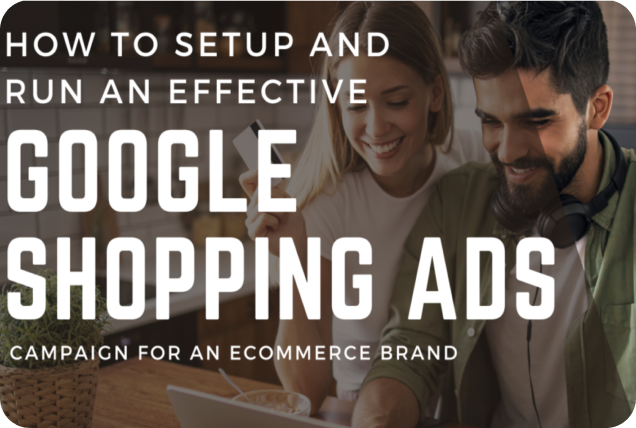 HOW TO SETUP AND
RUN AN EFFECTIVE
GOOGLE
SHOPPING ADS
CAMPAIGN FOR AN ECOMMERCE BRAND